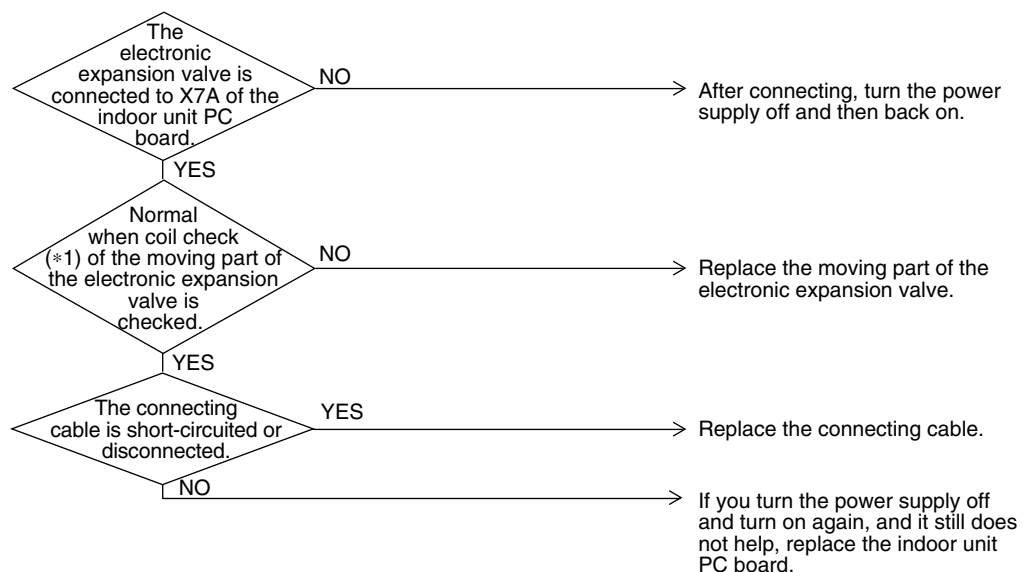 The
electronic
expansion valve is
connected to X7A of the
indoor unit PC
board.
NO
After connecting, turn the power
supply off and then back on.
YES
Normal
when coil check
(∗1) of the moving part of
the electronic expansion
valve is
checked.
NO
Replace the moving part of the
electronic expansion valve.
YES
The connecting
cable is short-circuited or
disconnected.
YES
Replace the connecting cable.
NO
If you turn the power supply off
and turn on again, and it still does
not help, replace the indoor unit
PC board.